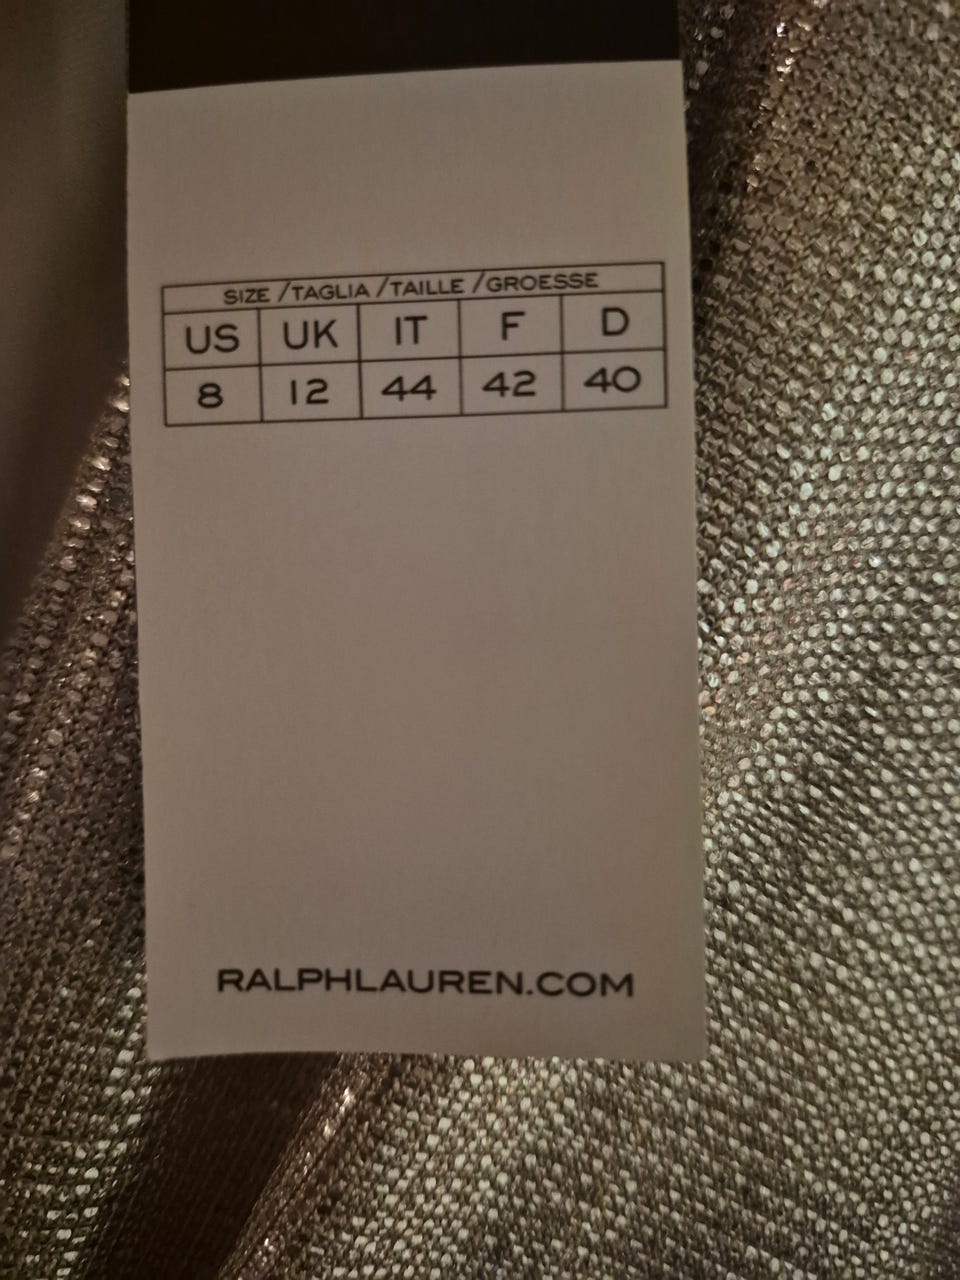 SIZE /TAGLIA /TAILLE /GROESSE
US UK IT F D
8 12 44 42 40
RALPHLAUREN.COM